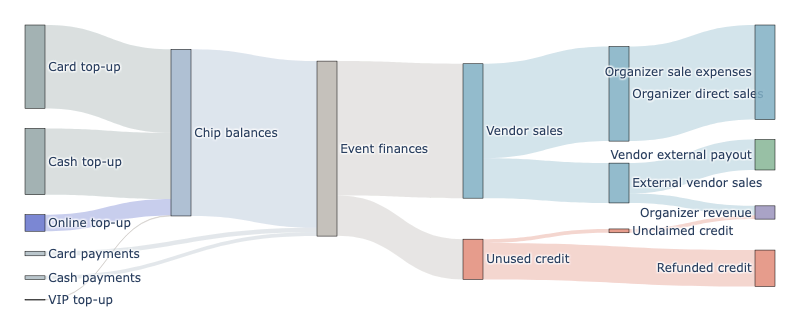 Card top-up
Cash top-up
Online top-up
Card payments
Cash payments
VIP top-up
Chip balances
Event finances
Vendor sales
Unused credit
Organizer direct sales
External vendor sales
Unclaimed credit
Organizer sale expenses
Vendor external payout
Organizer revenue
Refunded credit